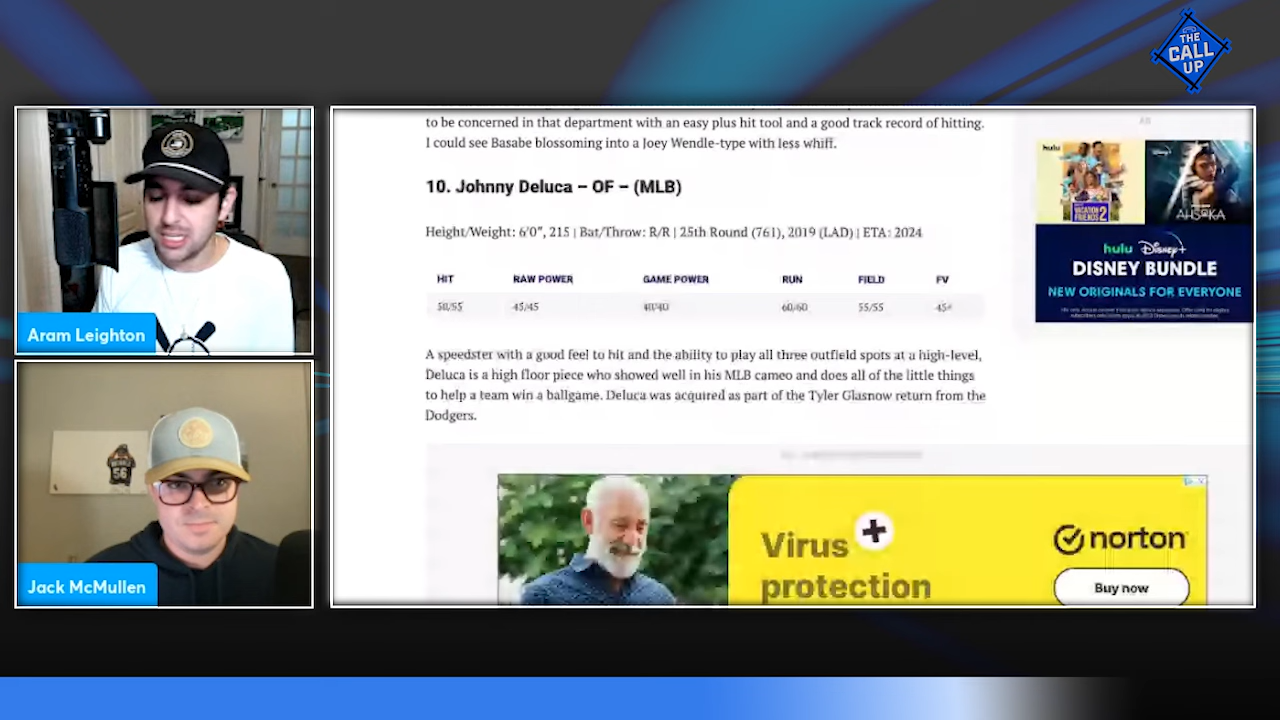 THE
CALL
UP
to be concerned in that department with an easy plus hit tool and a good track record of hitting.
I could see Basabe blossoming into a Joey Wendle-type with less whiff.
10. Johnny Deluca – OF – (MLB)
Height/Weight: 6'0", 215 | Bat/Throw: R/R | 25th Round (761), 2019 (LAD) | ETA: 2024
HIT RAW POWER GAME POWER RUN FIELD FV
50/55 45/45 40/40 60/60 55/55 45+
A speedster with a good feel to hit and the ability to play all three outfield spots at a high-level,
Deluca is a high floor piece who showed well in his MLB cameo and does all of the little things
to help a team win a ballgame. Deluca was acquired as part of the Tyler Glasnow return from the
Dodgers.
hulu
Disney+
VACATION
FRIENDS 2
AHSOKA
hulu Disney+
DISNEY BUNDLE
NEW ORIGINALS FOR EVERYONE
Virus
protection
norton
Buy now
Aram Leighton
56
Jack McMullen